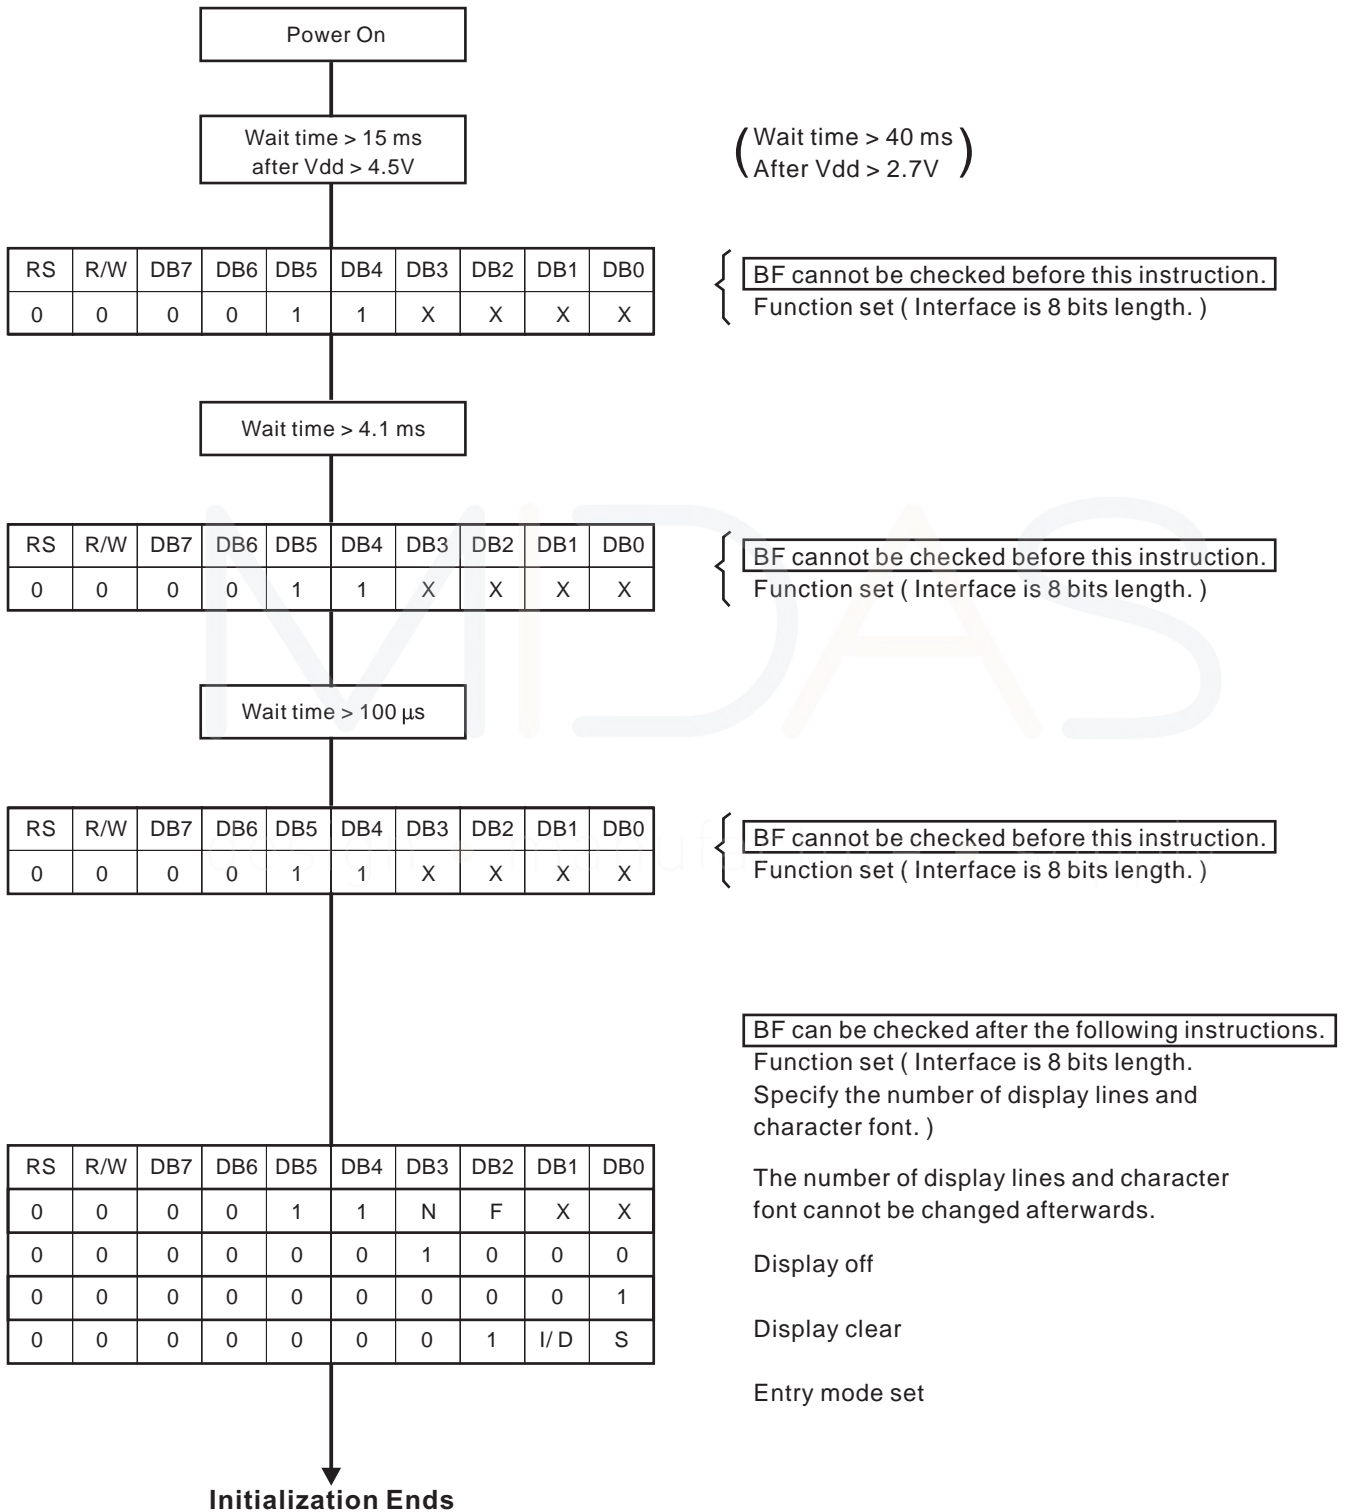 Power On
Wait time > 15 ms
after Vdd > 4.5V
(Wait time > 40 ms
After Vdd > 2.7V )
RS R/W DB7 DB6 DB5 DB4 DB3 DB2 DB1 DB0
0 0 0 0 1 1 X X X X
BF cannot be checked before this instruction.
Function set ( Interface is 8 bits length. )
Wait time > 4.1 ms
MIDAS
RS R/W DB7 DB6 DB5 DB4 DB3 DB2 DB1 DB0
0 0 0 0 1 1 X X X X
BF cannot be checked before this instruction.
Function set ( Interface is 8 bits length. )
Wait time > 100 µs
RS R/W DB7 DB6 DB5 DB4 DB3 DB2 DB1 DB0
0 0 0 0 1 1 X X X X
BF cannot be checked before this instruction.
Function set ( Interface is 8 bits length. )
BF can be checked after the following instructions.
Function set ( Interface is 8 bits length.
Specify the number of display lines and
character font. )
RS R/W DB7 DB6 DB5 DB4 DB3 DB2 DB1 DB0
0 0 0 0 1 1 N F X X
0 0 0 0 0 0 1 0 0 0
0 0 0 0 0 0 0 0 0 1
0 0 0 0 0 0 0 1 I/D S
The number of display lines and character
font cannot be changed afterwards.
Display off
Display clear
Entry mode set
Initialization Ends